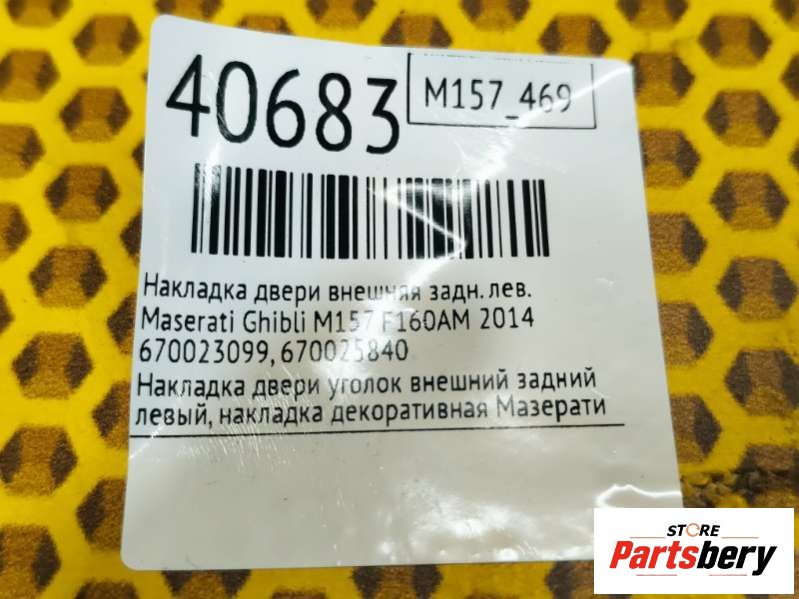 40683
M157_469
Накладка двери внешняя задн. лев.
Maserati Ghibli M157 F160AM 2014
670023099, 670025840
Накладка двери уголок внешний задний
левый, накладка декоративная Мазерати
STORE
Partsbery